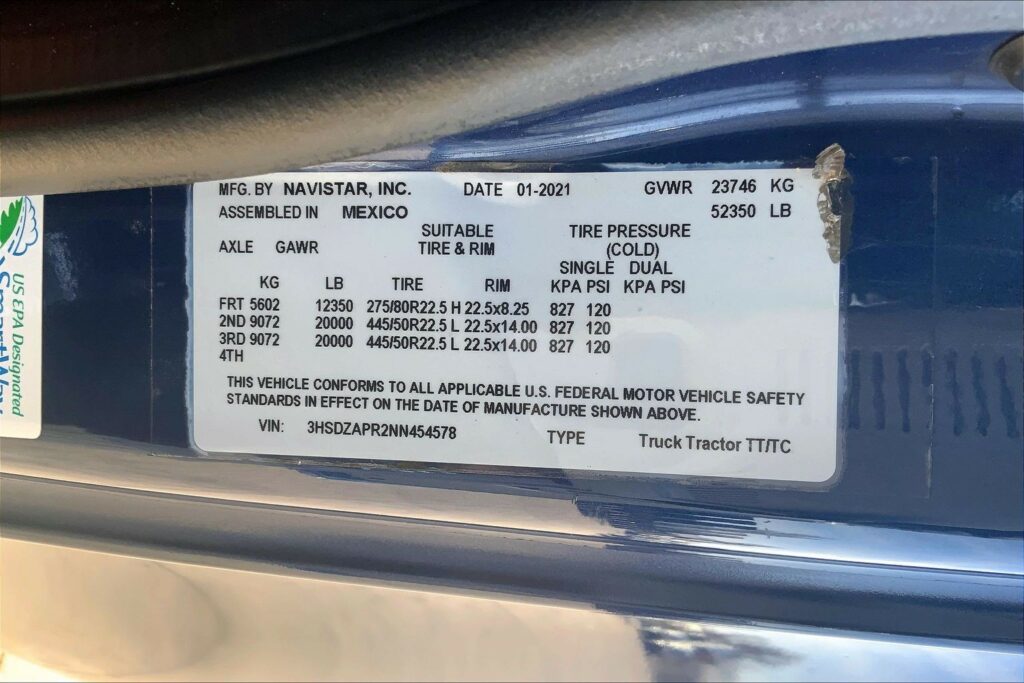 MFG. BY NAVISTAR, INC. DATE 01-2021 GVWR 23746 KG
ASSEMBLED IN MEXICO 52350 LB
SUITABLE TIRE PRESSURE
AXLE GAWR TIRE & RIM (COLD)
SINGLE DUAL
KG LB TIRE RIM KPA PSI KPA PSI
FRT 5602 12350 275/80R22.5 H 22.5x8.25 827 120
2ND 9072 20000 445/50R22.5 L 22.5x14.00 827 120
3RD 9072 20000 445/50R22.5 L 22.5x14.00 827 120
4TH
THIS VEHICLE CONFORMS TO ALL APPLICABLE U.S. FEDERAL MOTOR VEHICLE SAFETY
STANDARDS IN EFFECT ON THE DATE OF MANUFACTURE SHOWN ABOVE.
VIN: 3HSDZAPR2NN454578 TYPE Truck Tractor TT/TC
US EPA Designated
SmartWay